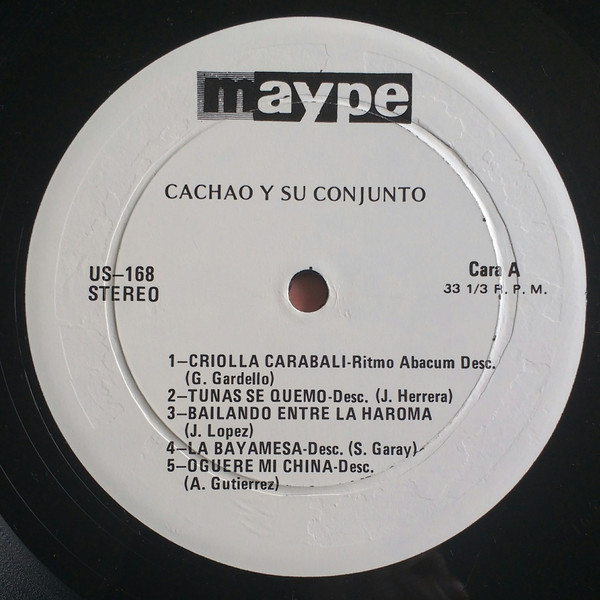 maype
CACHAO Y SU CONJUNTO
US-168
STEREO
Cara A
33 1/3 R. P. M.
1-CRIOLLA CARABALI-Ritmo Abacum Desc.
(G. Gardello)
2-TUNAS SE QUEMO-Desc. (J. Herrera)
3-BAILANDO ENTRE LA HAROMA
(J. Lopez)
4-LA BAYAMESA-Desc. (S. Garay)-
5-OGUERE MI CHINA-Desc.
(A. Gutierrez)